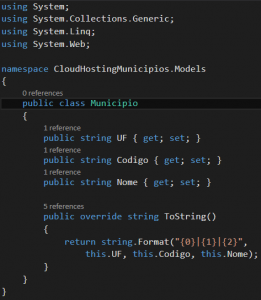 using System;
using System.Collections.Generic;
using System.Linq;
using System.Web;
namespace CloudHostingMunicipios.Models
{
0 references
public class Municipio
{
1 reference
public string UF { get; set; }
1 reference
public string Codigo { get; set; }
1 reference
public string Nome { get; set; }
5 references
public override string ToString()
{
return string.Format("{0}|{1}|{2}",
this.UF, this.Codigo, this.Nome);
}
}
}